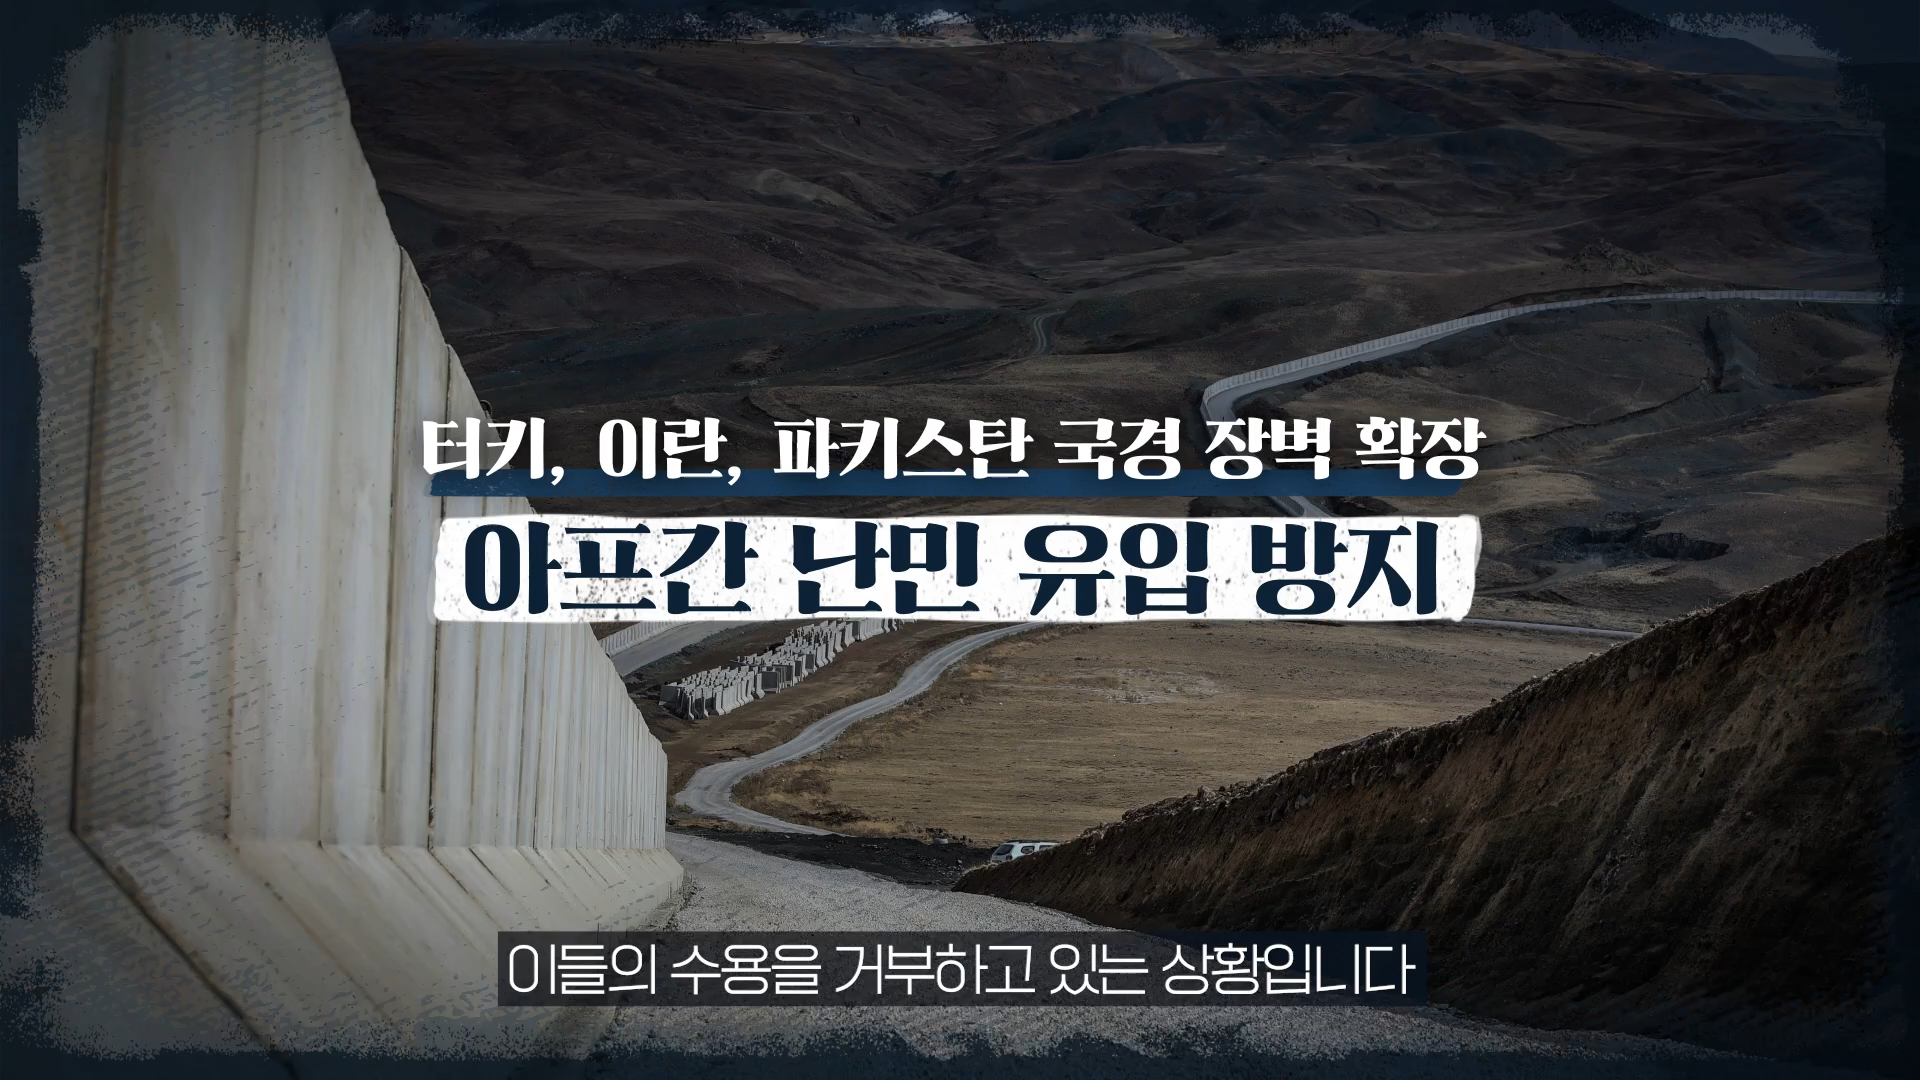 터키, 이란, 파키스탄 국경 장벽 확장
아프간 난민 유입 방지
이들의 수용을 거부하고 있는 상황입니다